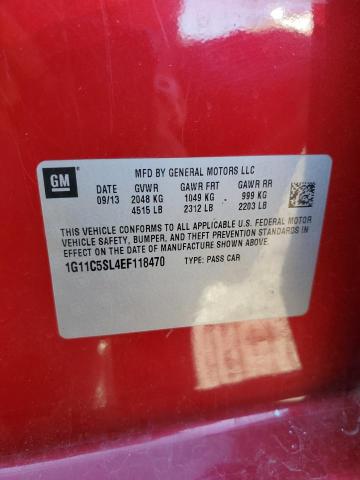 GM
MFD BY GENERAL MOTORS LLC
DATE GVWR GAWR FRT GAWR RR
09/13 2048 KG 1049 KG 999 KG
4515 LB 2312 LB 2203 LB
THIS VEHICLE CONFORMS TO ALL APPLICABLE U.S. FEDERAL MOTOR
VEHICLE SAFETY, BUMPER, AND THEFT PREVENTION STANDARDS
IN EFFECT ON THE DATE OF MANUFACTURE SHOWN ABOVE.
1G11C5SL4EF118470 TYPE: PASS CAR